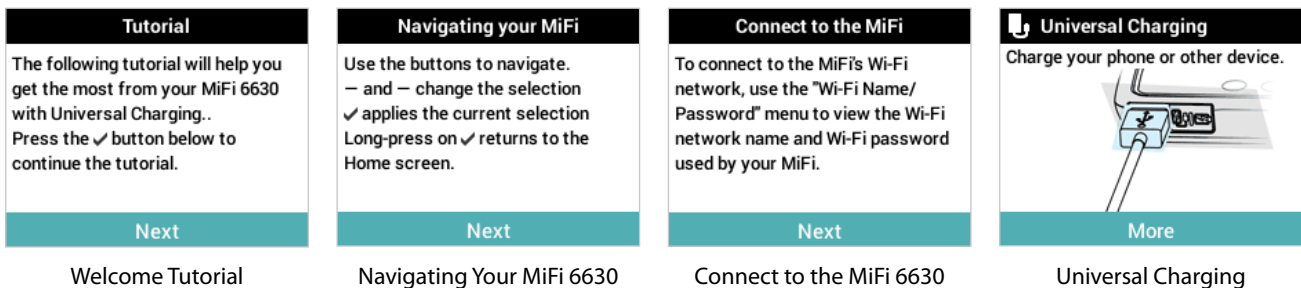 Tutorial
The following tutorial will help you
get the most from your MiFi 6630
with Universal Charging..
Press the ✓ button below to
continue the tutorial.
Next
Welcome Tutorial
Navigating your MiFi
Use the buttons to navigate.
— and — change the selection
✓ applies the current selection
Long-press on ✓ returns to the
Home screen.
Next
Navigating Your MiFi 6630
Connect to the MiFi
To connect to the MiFi's Wi-Fi
network, use the "Wi-Fi Name/
Password" menu to view the Wi-Fi
network name and Wi-Fi password
used by your MiFi.
Next
Connect to the MiFi 6630
Universal Charging
Charge your phone or other device.
More
Universal Charging